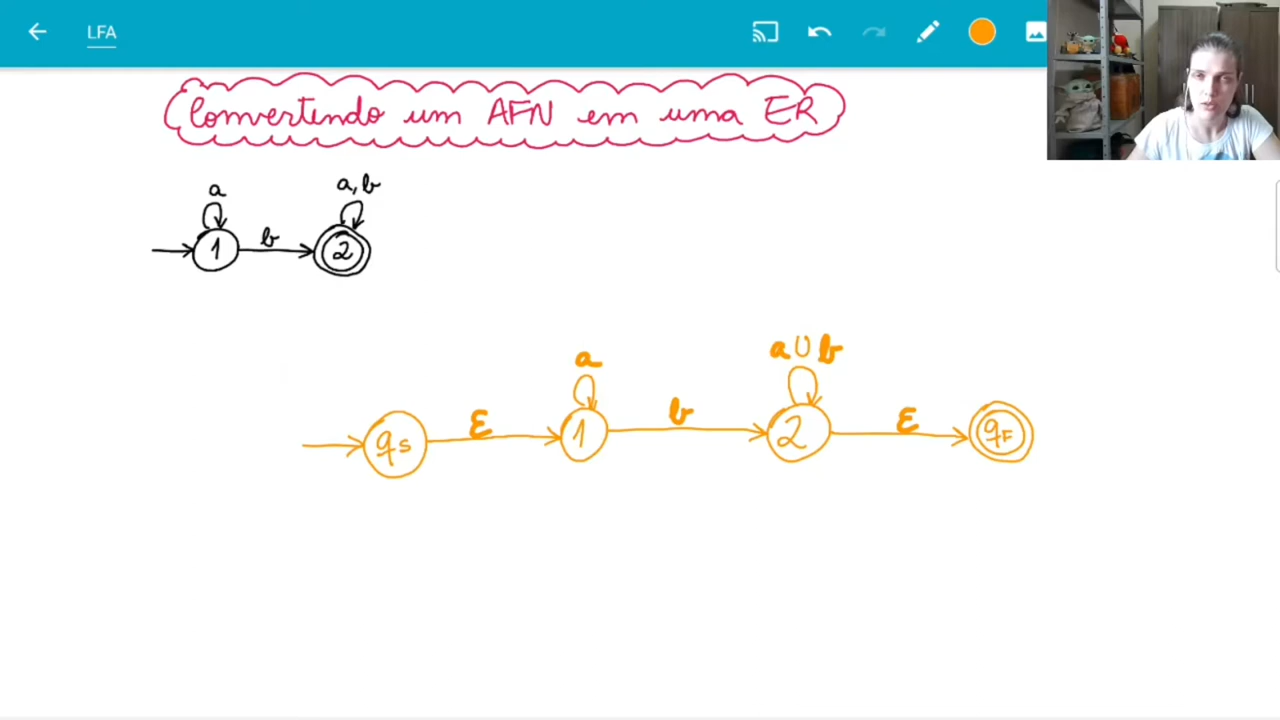 LFA
Convertendo um AFN em uma ER
a a, b
1 b 2
a a∪b
qs ε 1 b 2 ε qF